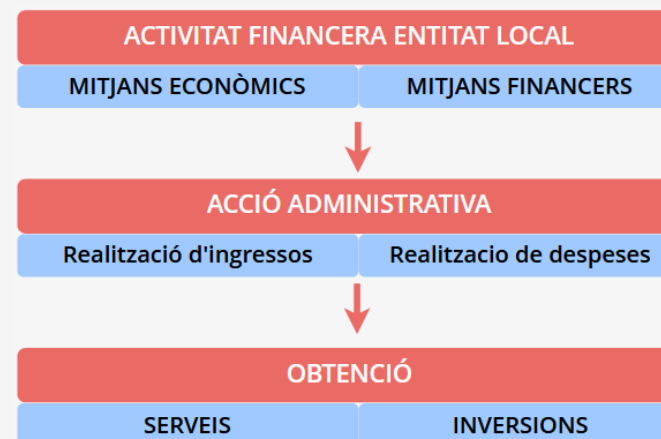 ACTIVITAT FINANCERA ENTITAT LOCAL
MITJANS ECONÒMICS
MITJANS FINANCERS
ACCIÓ ADMINISTRATIVA
Realització d'ingressos
Realitzacio de despeses
OBTENCIÓ
SERVEIS
INVERSIONS